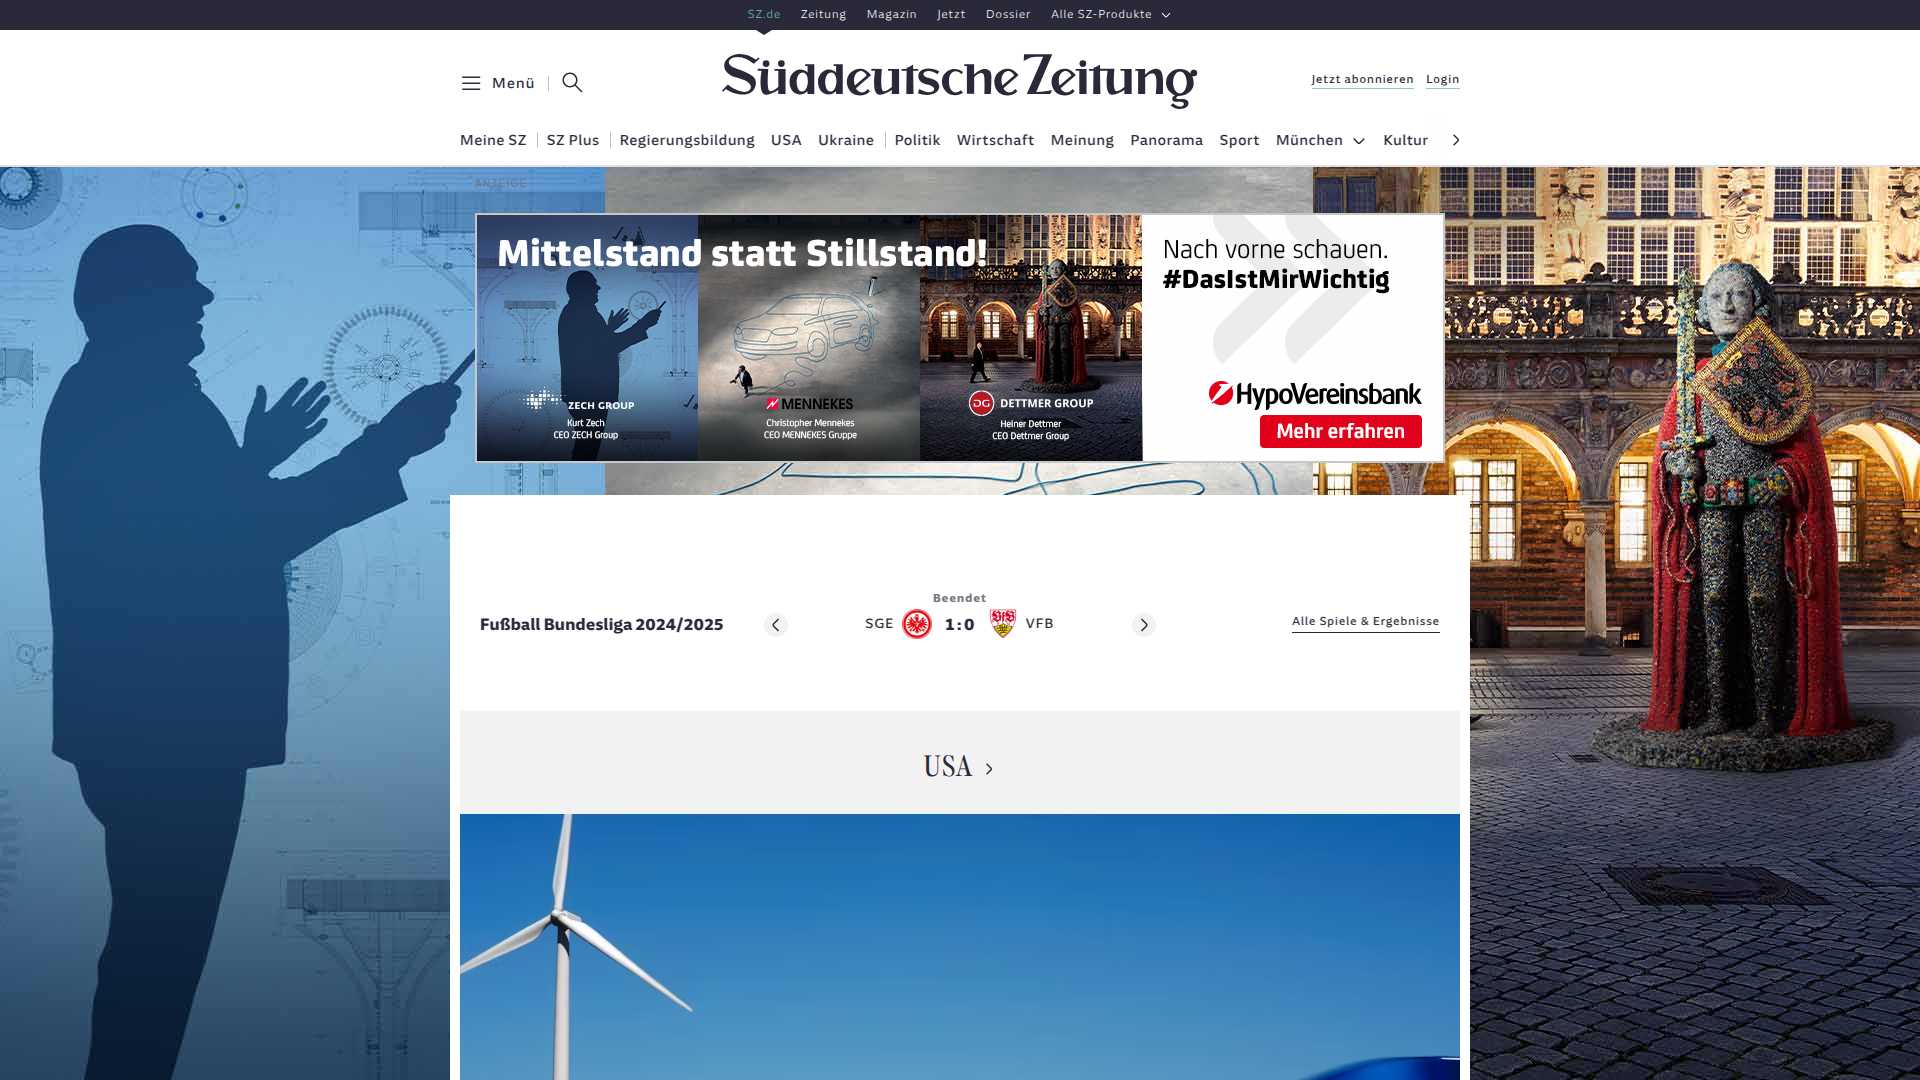 SZ.de Zeitung Magazin Jetzt Dossier Alle SZ-Produkte
Menü
Süddeutsche Zeitung
Jetzt abonnieren Login
Meine SZ SZ Plus Regierungsbildung USA Ukraine Politik Wirtschaft Meinung Panorama Sport München Kultur
ANZEIGE
Mittelstand statt Stillstand!
ZECH GROUP
Kurt Zech
CEO ZECH Group
MENNEKES
Christopher Mennekes
CEO MENNEKES Gruppe
DG DETTMER GROUP
Heiner Dettmer
CEO Dettmer Group
Nach vorne schauen.
#DasIstMirWichtig
HypoVereinsbank
Mehr erfahren
Fußball Bundesliga 2024/2025
Beendet
SGE 1:0 VfB VFB
Alle Spiele & Ergebnisse
USA